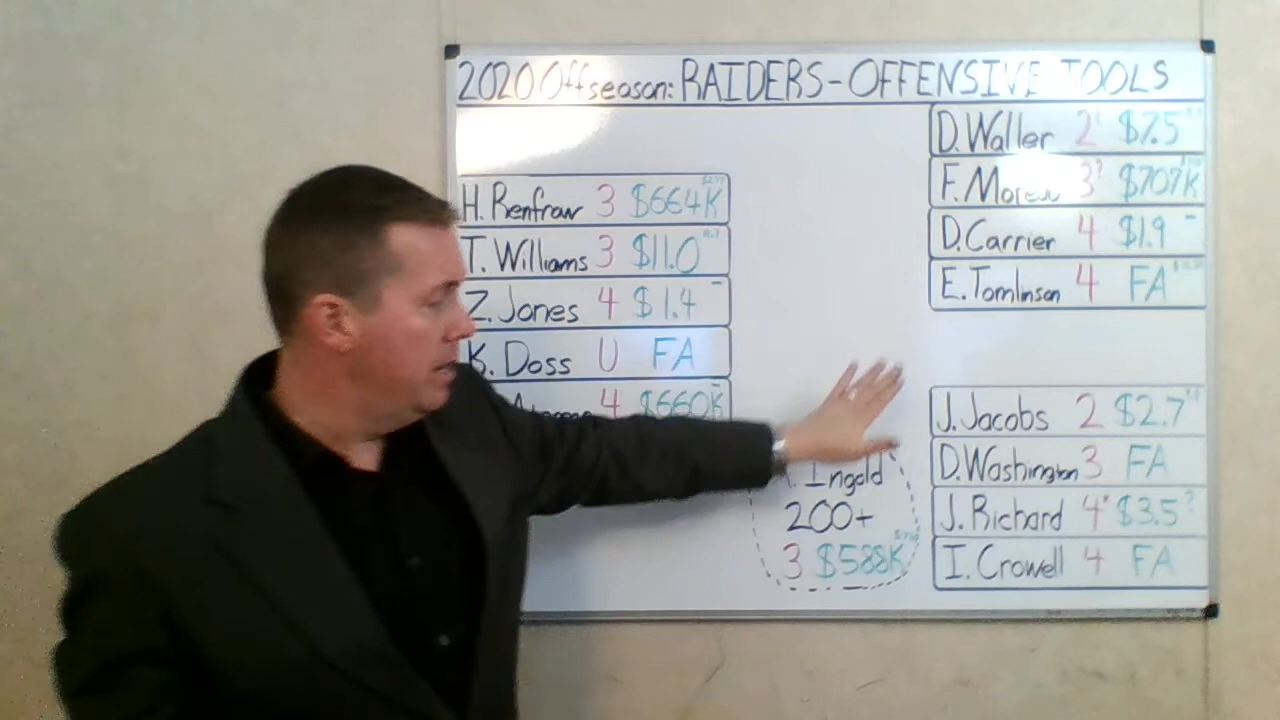 2020 Offseason: RAIDERS-OFFENSIVE TOOLS
H. Renfrow 3 $664K
T. Williams 3 $11.0
Z. Jones 4 $1.4 -
K. Doss U FA
4 $660K -
Ingold
200+
3 $588K
D. Waller 2' $7.5
F. Moreau 3' $707K
D. Carrier 4 $1.9 -
E. Tomlinson 4 FA
J. Jacobs 2 $2.7
D. Washington 3 FA
J. Richard 4' $3.5 ?
I. Crowell 4 FA